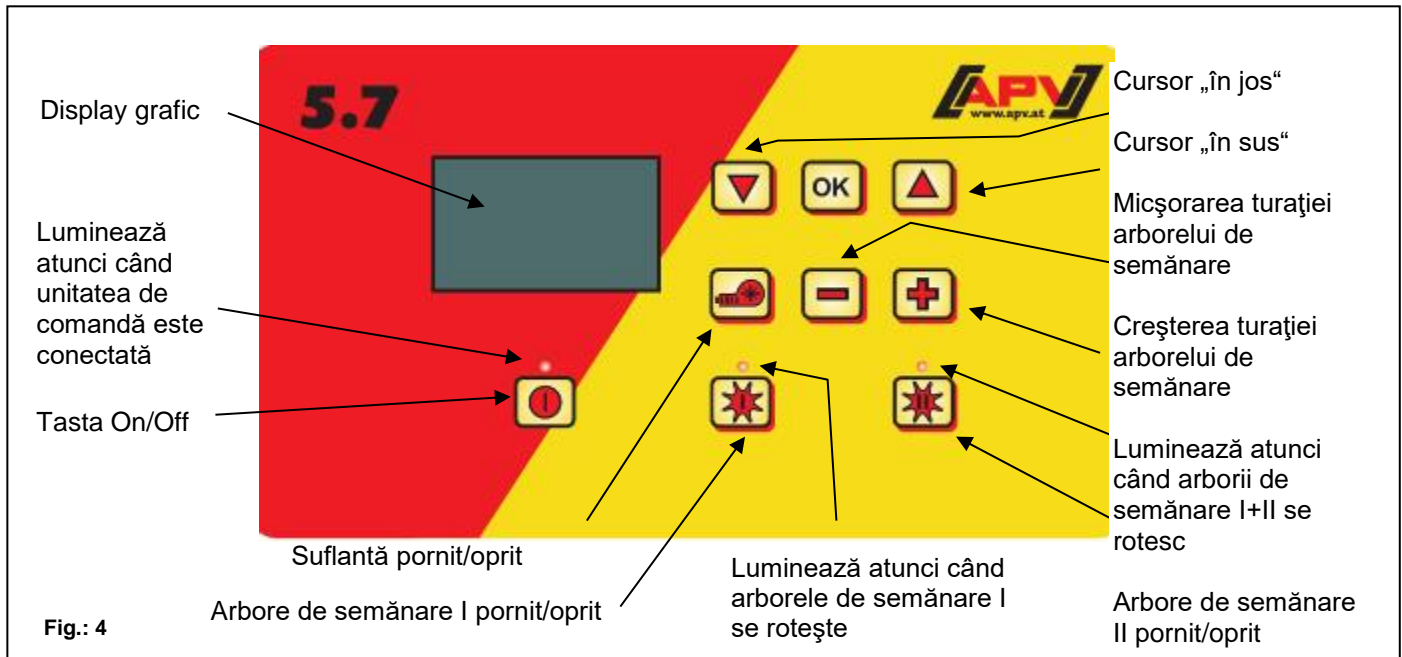 5.7
APV
www.apv.at
OK
I
I
II
Display grafic
Luminează
atunci când
unitatea de
comandă este
conectată
Tasta On/Off
Cursor „în jos“
Cursor „în sus“
Micşorarea turaţiei
arborelui de
semănare
Creşterea turaţiei
arborelui de
semănare
Luminează atunci
când arborii de
semănare I+II se
rotesc
Arbore de semănare
II pornit/oprit
Suflantă pornit/oprit
Arbore de semănare I pornit/oprit
Luminează atunci când
arborele de semănare I
se roteşte
Fig.: 4